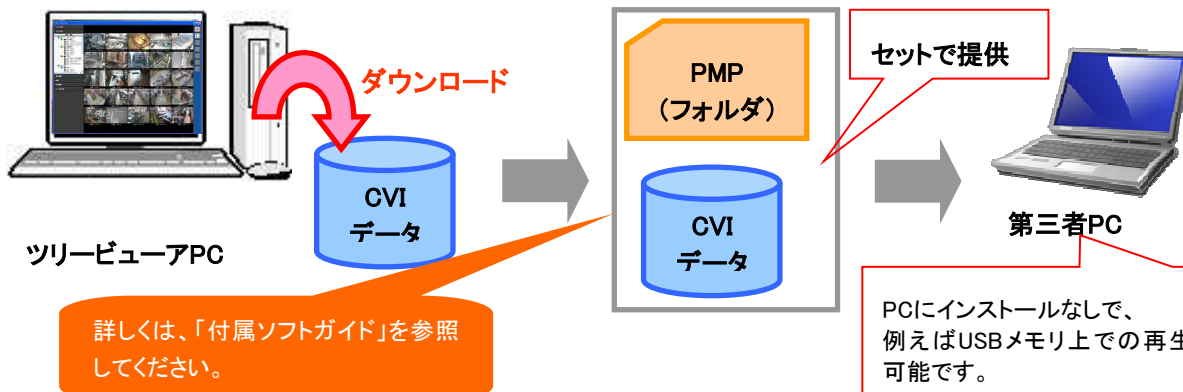 ダウンロード
CVI
データ
ツリービューアPC
詳しくは、「付属ソフトガイド」を参照
してください。
PMP
(フォルダ)
CVI
データ
セットで提供
第三者PC
PCにインストールなしで、
例えばUSBメモリ上での再生
可能です。